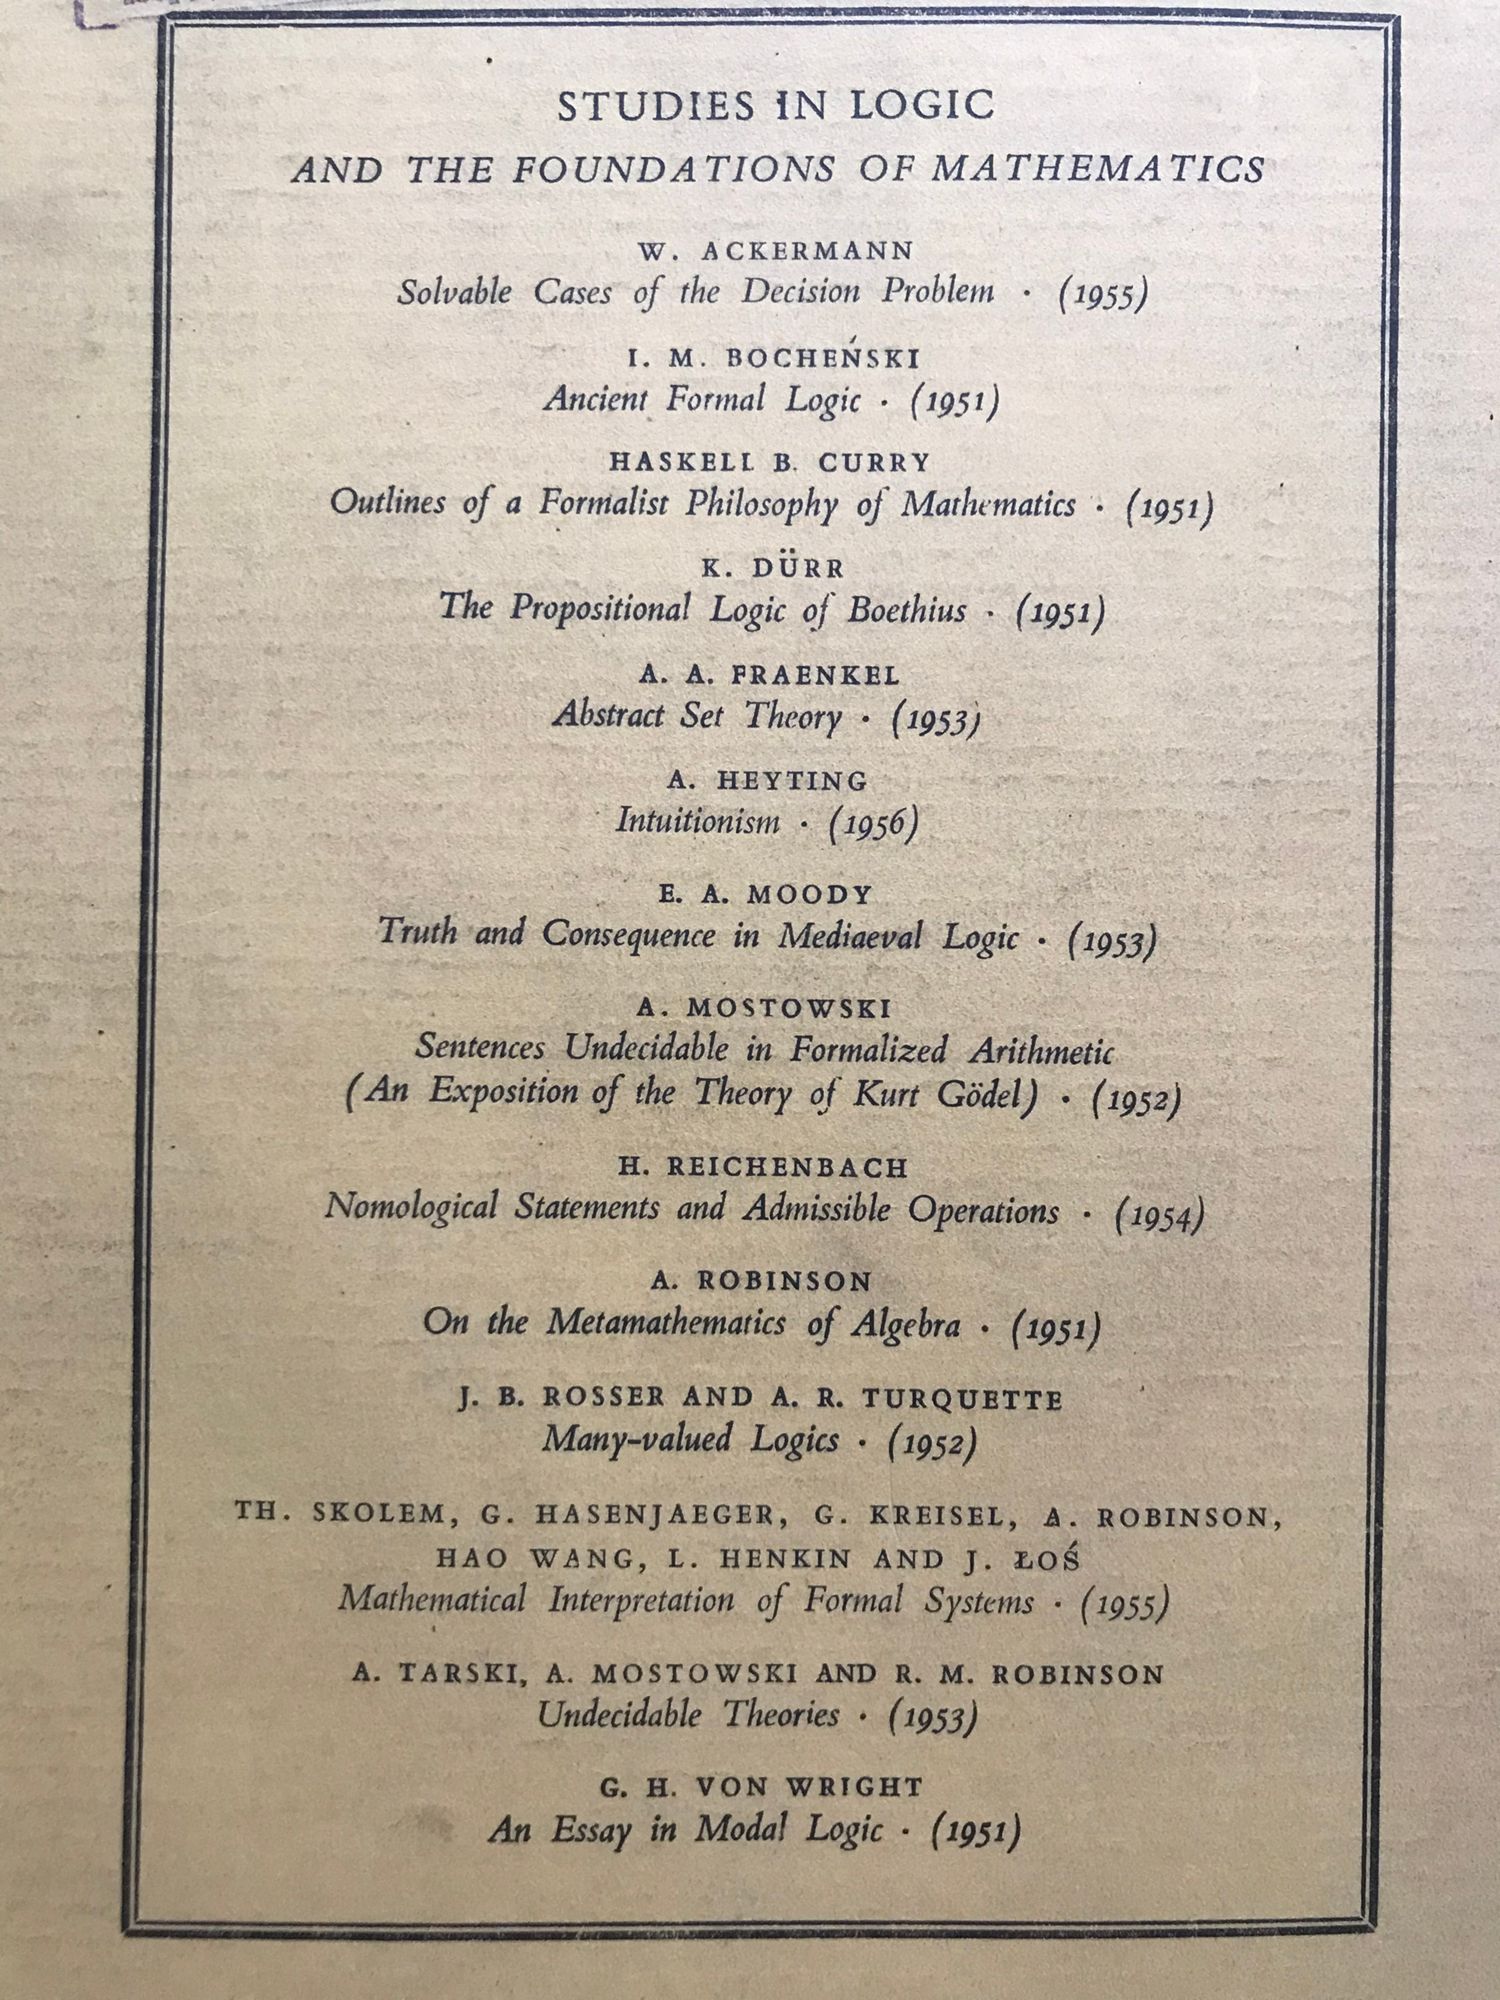 STUDIES IN LOGIC
AND THE FOUNDATIONS OF MATHEMATICS
W. ACKERMANN
Solvable Cases of the Decision Problem · (1955)
I. M. BOCHEŃSKI
Ancient Formal Logic · (1951)
HASKELL B. CURRY
Outlines of a Formalist Philosophy of Mathematics · (1951)
K. DÜRR
The Propositional Logic of Boethius · (1951)
A. A. FRAENKEL
Abstract Set Theory · (1953)
A. HEYTING
Intuitionism · (1956)
E. A. MOODY
Truth and Consequence in Mediaeval Logic · (1953)
A. MOSTOWSKI
Sentences Undecidable in Formalized Arithmetic
(An Exposition of the Theory of Kurt Gödel) · (1952)
H. REICHENBACH
Nomological Statements and Admissible Operations · (1954)
A. ROBINSON
On the Metamathematics of Algebra · (1951)
J. B. ROSSER AND A. R. TURQUETTE
Many-valued Logics · (1952)
TH. SKOLEM, G. HASENJAEGER, G. KREISEL, A. ROBINSON,
HAO WANG, L. HENKIN AND J. ŁOŚ
Mathematical Interpretation of Formal Systems · (1955)
A. TARSKI, A. MOSTOWSKI AND R. M. ROBINSON
Undecidable Theories · (1953)
G. H. VON WRIGHT
An Essay in Modal Logic · (1951)